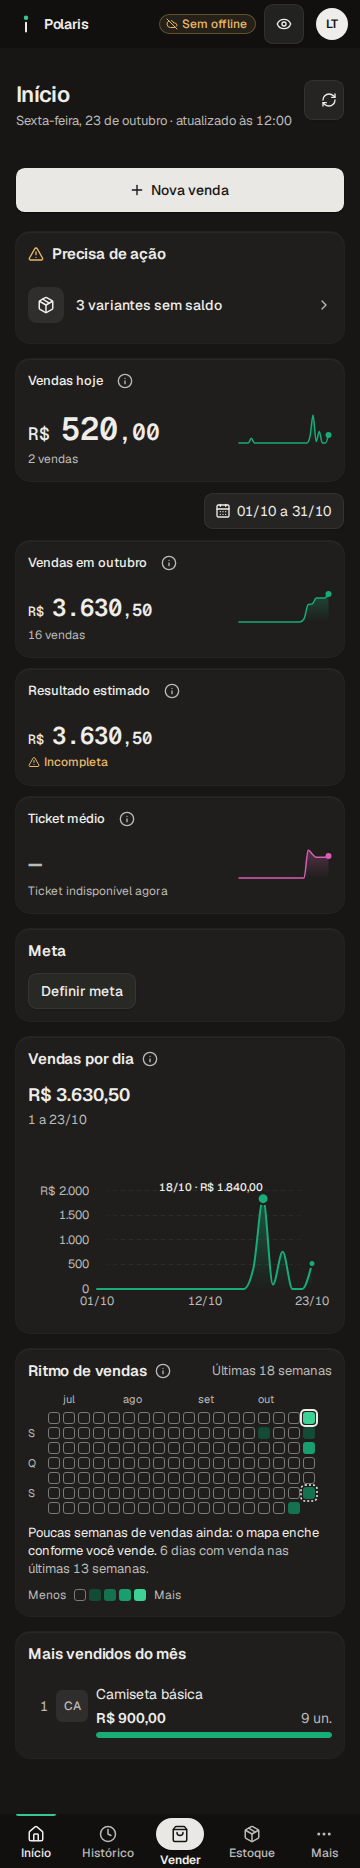 Polaris
Sem offline
LT
Início
Sexta-feira, 23 de outubro · atualizado às 12:00
+ Nova venda
Precisa de ação
3 variantes sem saldo
Vendas hoje
R$ 520,00
2 vendas
01/10 a 31/10
Vendas em outubro
R$ 3.630,50
16 vendas
Resultado estimado
R$ 3.630,50
Incompleta
Ticket médio
—
Ticket indisponível agora
Meta
Definir meta
Vendas por dia
R$ 3.630,50
1 a 23/10
18/10 · R$ 1.840,00
R$ 2.000
1.500
1.000
500
0
01/10 12/10 23/10
Ritmo de vendas Últimas 18 semanas
jul ago set out
S
Q
S
Poucas semanas de vendas ainda: o mapa enche
conforme você vende. 6 dias com venda nas
últimas 13 semanas.
Menos Mais
Mais vendidos do mês
1 CA Camiseta básica
R$ 900,00 9 un.
Início Histórico Vender Estoque Mais